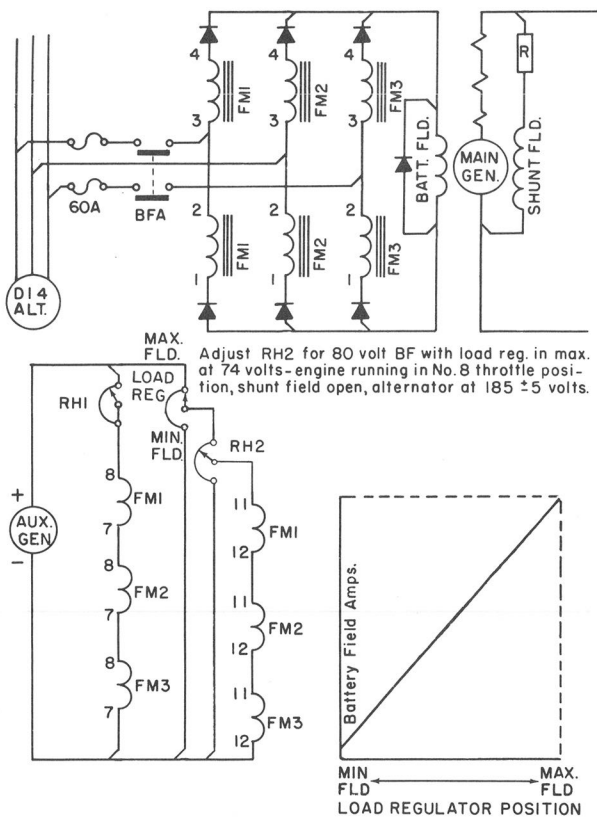 4 4 4
FM1 FM2 FM3
3 3 3
R
BATT. FLD.
MAIN
GEN.
SHUNT FLD.
60A BFA
2 2 2
FM1 FM2 FM3
1 1 1
D14
ALT.
MAX.
FLD.
Adjust RH2 for 80 volt BF with load reg. in max.
at 74 volts-engine running in No. 8 throttle posi-
tion, shunt field open, alternator at 185 ±5 volts.
LOAD
REG.
RH1
MIN.
FLD.
RH2
+
AUX.
GEN
-
8
FM1
7
8
FM2
7
8
FM3
7
11
FM1
12
11
FM2
12
11
FM3
12
Battery Field Amps.
MIN
FLD
MAX.
FLD
LOAD REGULATOR POSITION